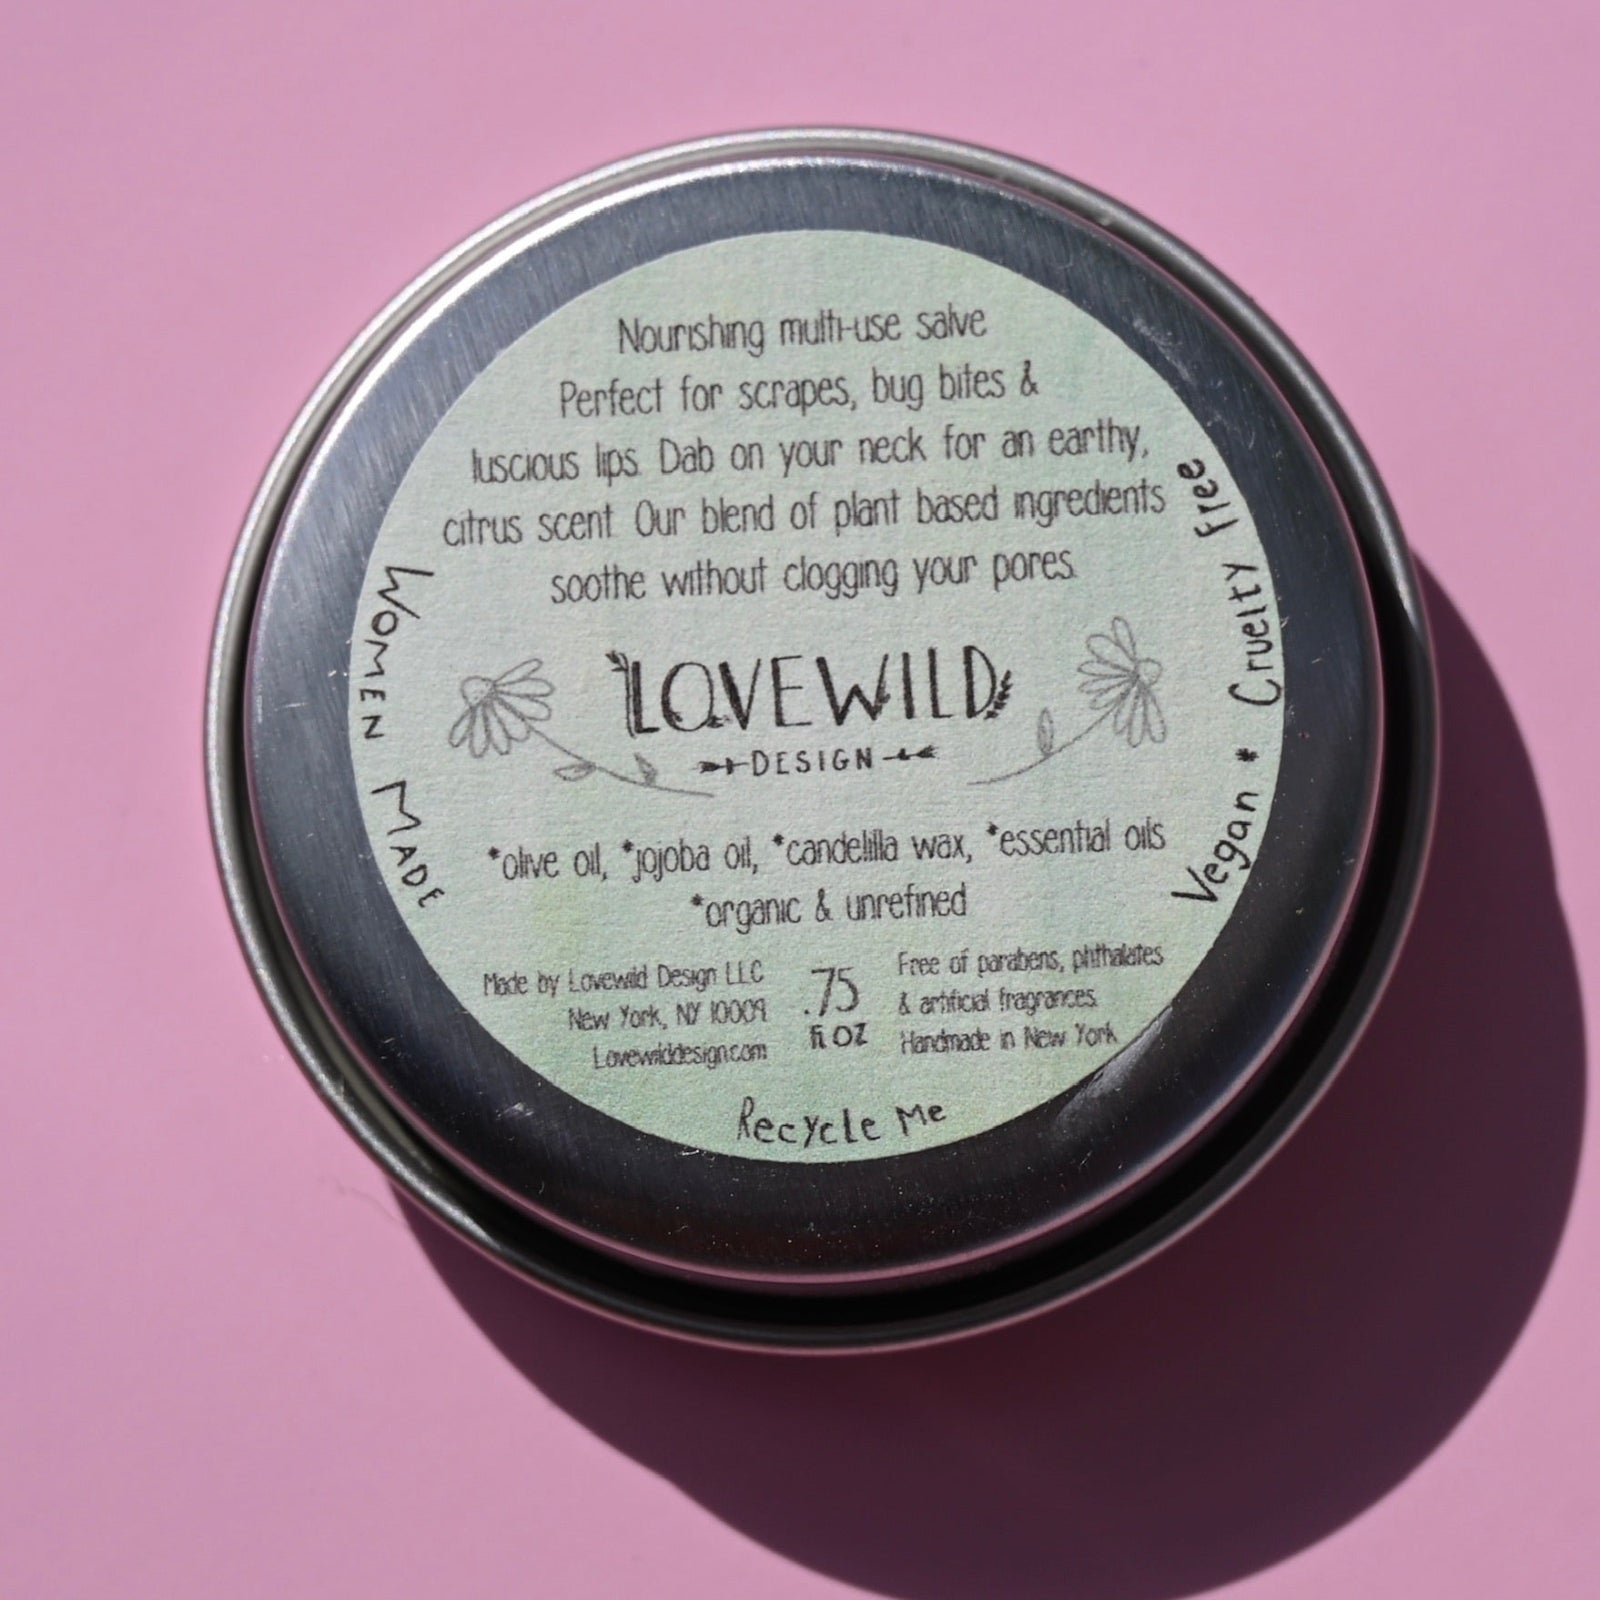 Nourishing multi-use salve
Perfect for scrapes, bug bites &
luscious lips. Dab on your neck for an earthy,
citrus scent. Our blend of plant based ingredients
soothe without clogging your pores.
Women Made
Vegan * Cruelty free
LOVEWILD
DESIGN
*olive oil, *jojoba oil, *candelilla wax, *essential oils
*organic & unrefined
Made by Lovewild Design LLC
New York, NY 10009
Lovewilddesign.com
.75
fl oz
Free of parabens, phthalates
& artificial fragrances.
Handmade in New York
Recycle Me